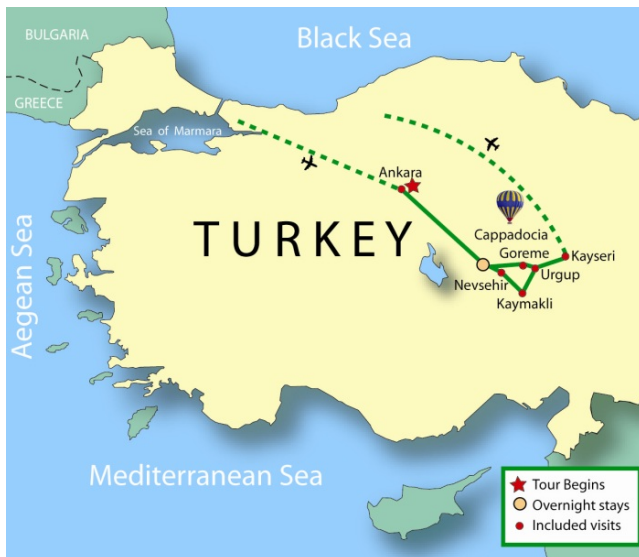 BULGARIA
Black Sea
GREECE
Sea of Marmara
Ankara
TURKEY
Cappadocia
Goreme
Kayseri
Urgup
Nevsehir
Kaymakli
Aegean Sea
Mediterranean Sea
Tour Begins
Overnight stays
Included visits